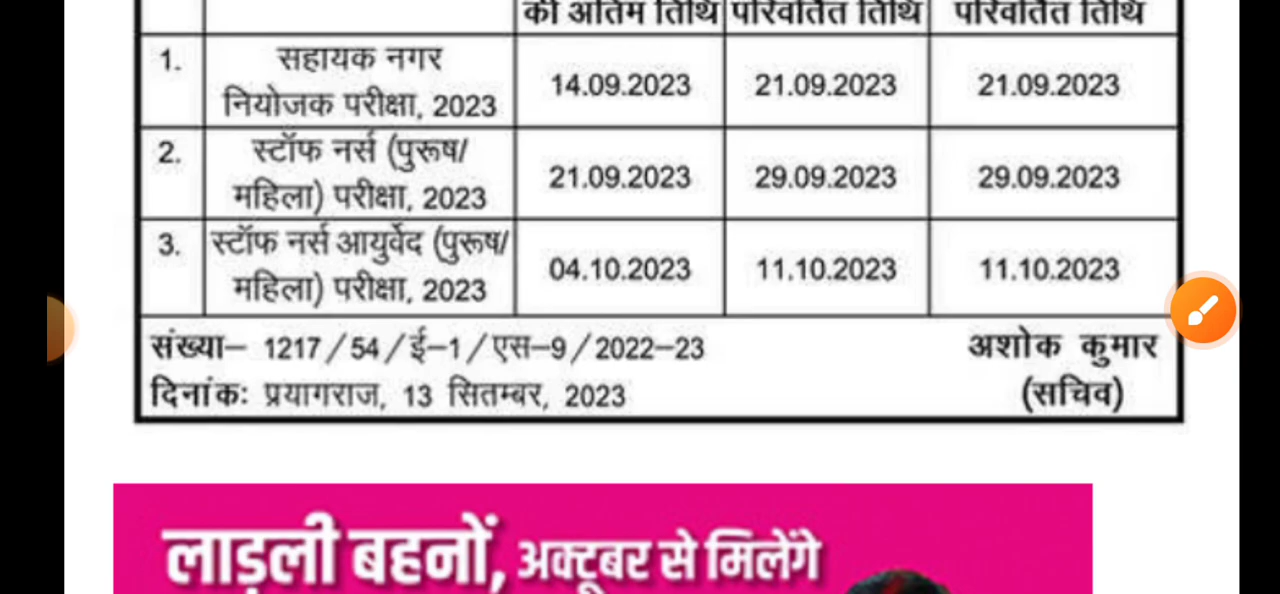 की अंतिम तिथि परिवर्तित तिथि परिवर्तित तिथि
1. सहायक नगर
नियोजक परीक्षा, 2023 14.09.2023 21.09.2023 21.09.2023
2. स्टॉफ नर्स (पुरूष/
महिला) परीक्षा, 2023 21.09.2023 29.09.2023 29.09.2023
3. स्टॉफ नर्स आयुर्वेद (पुरूष/
महिला) परीक्षा, 2023 04.10.2023 11.10.2023 11.10.2023
संख्या– 1217/54/ई–1/एस–9/2022–23 अशोक कुमार
दिनांकः प्रयागराज, 13 सितम्बर, 2023 (सचिव)
लाड़ली बहनों, अक्टूबर से मिलेंगे